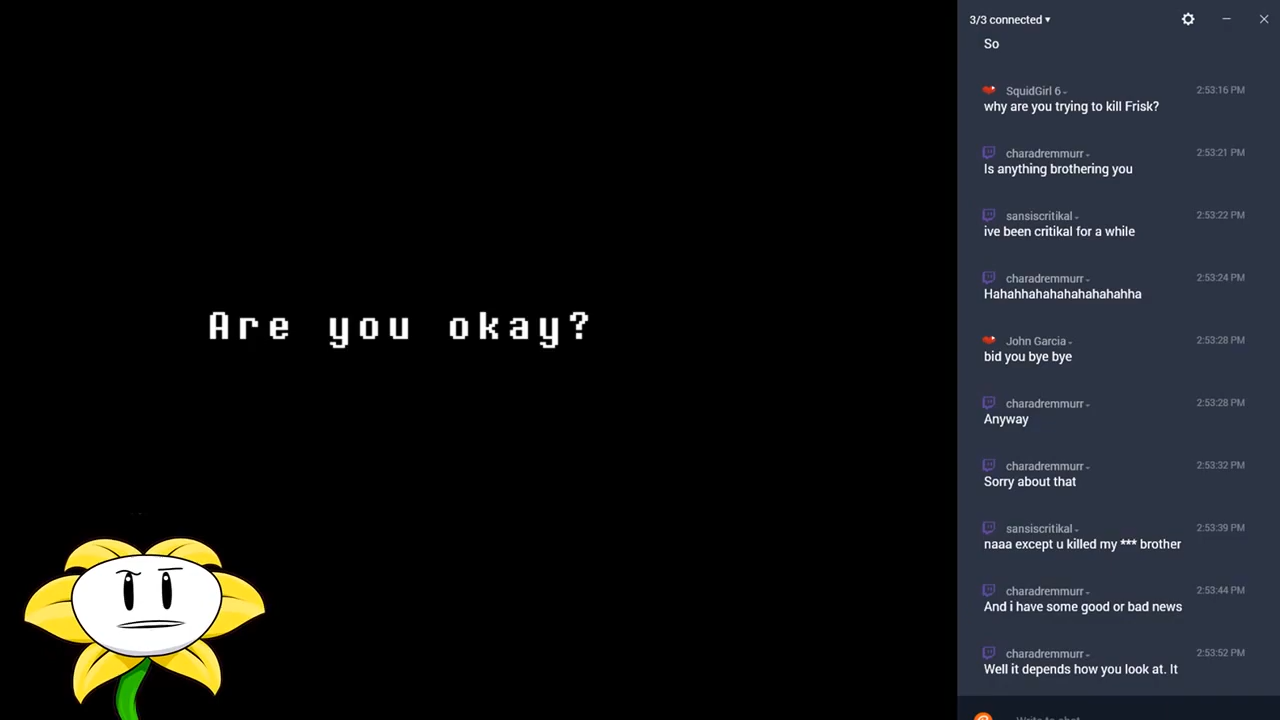 Are you okay?
3/3 connected
So
SquidGirl 6
2:53:16 PM
why are you trying to kill Frisk?
charadremmurr
2:53:21 PM
Is anything brothering you
sansiscritikal
2:53:22 PM
ive been critikal for a while
charadremmurr
2:53:24 PM
Hahahhahahahahahahahha
John Garcia
2:53:28 PM
bid you bye bye
charadremmurr
2:53:28 PM
Anyway
charadremmurr
2:53:32 PM
Sorry about that
sansiscritikal
2:53:39 PM
naaa except u killed my *** brother
charadremmurr
2:53:44 PM
And i have some good or bad news
charadremmurr
2:53:52 PM
Well it depends how you look at. It
Write to chat